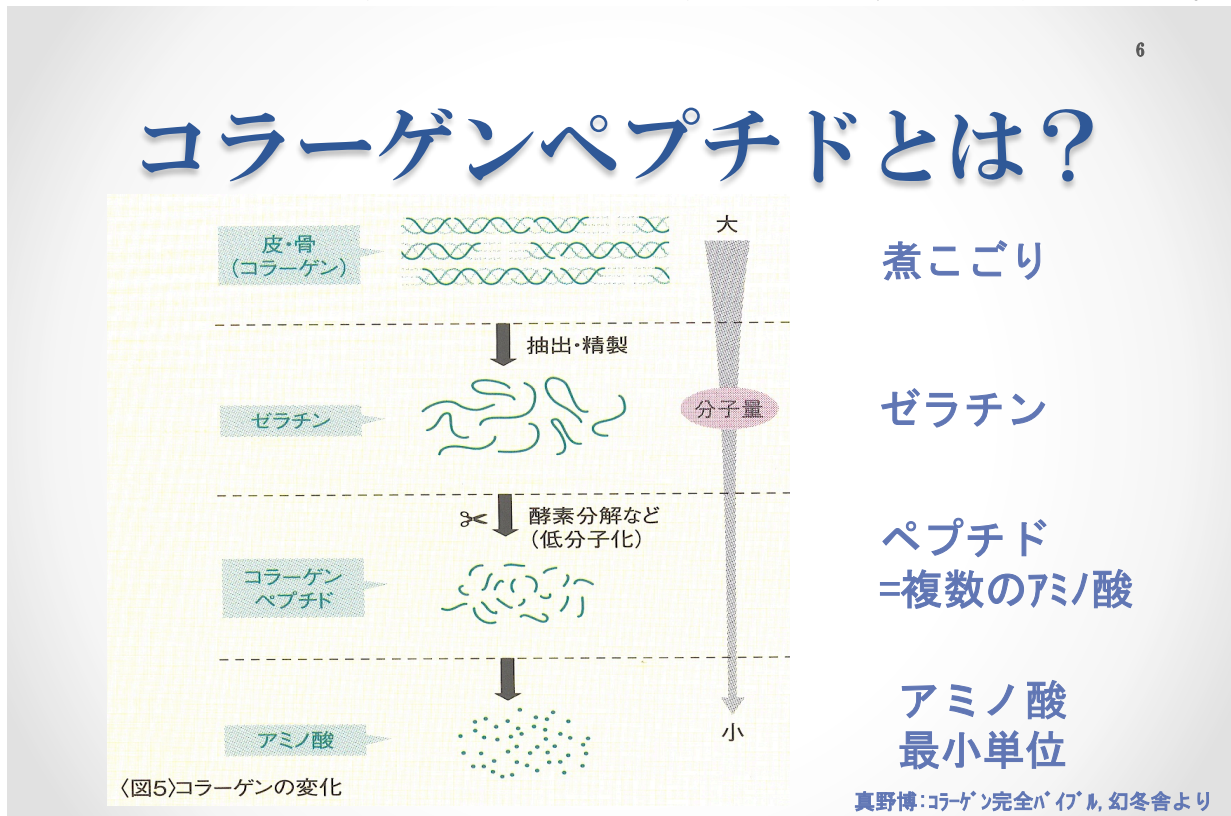 6
コラーゲンペプチドとは？
皮・骨
（コラーゲン）
大
煮こごり
抽出・精製
ゼラチン
分子量
ゼラチン
酵素分解など
（低分子化）
コラーゲン
ペプチド
ペプチド
=複数のｱﾐﾉ酸
アミノ酸
小
アミノ酸
最小単位
〈図5〉コラーゲンの変化
真野博：ｺﾗｰｹﾞﾝ完全ﾊﾞｲﾌﾞﾙ, 幻冬舎より